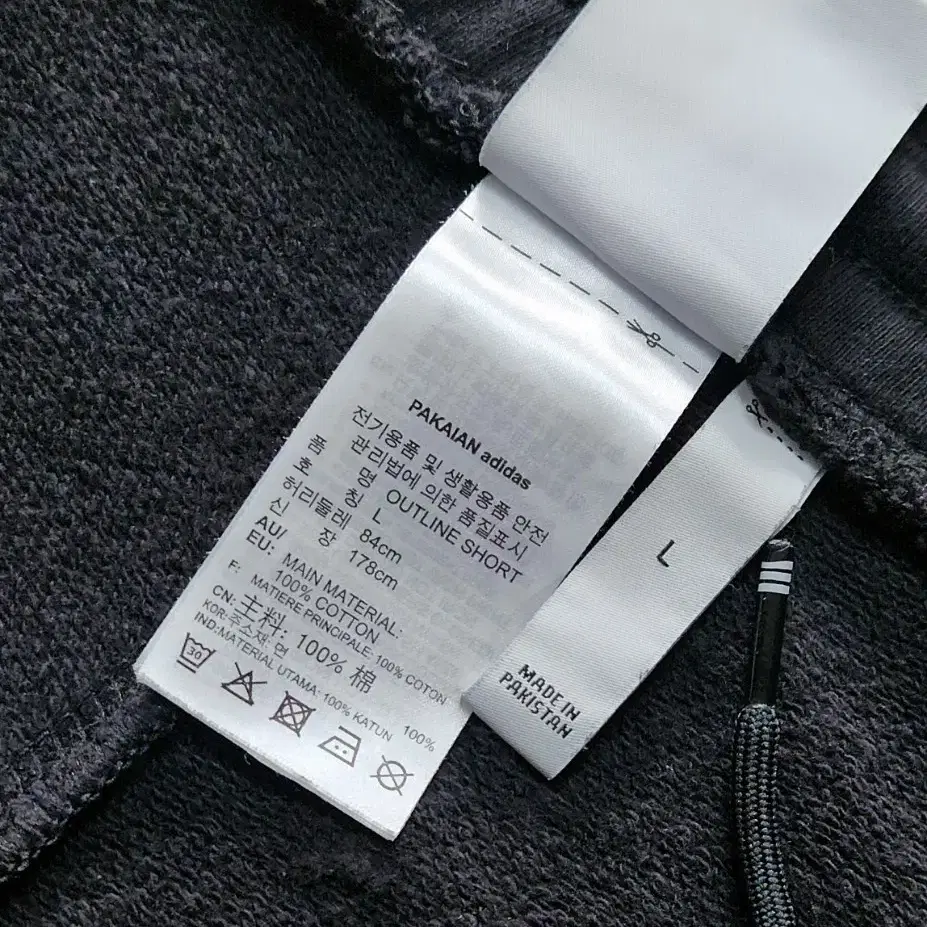 PAKAIAN adidas
전기용품 및 생활용품 안전
관리법에 의한 품질표시
품 명 OUTLINE SHORT
호 칭 L
허리둘레 84cm
신 장 178cm
AU/ EU: MAIN MATERIAL:
100% COTTON
F: MATIERE PRINCIPALE: 100% COTON
CN: 主料: 100% 棉
KOR: 주소재: 면 100%
IND: MATERIAL UTAMA: 100% KATUN
30
L
MADE IN
PAKISTAN